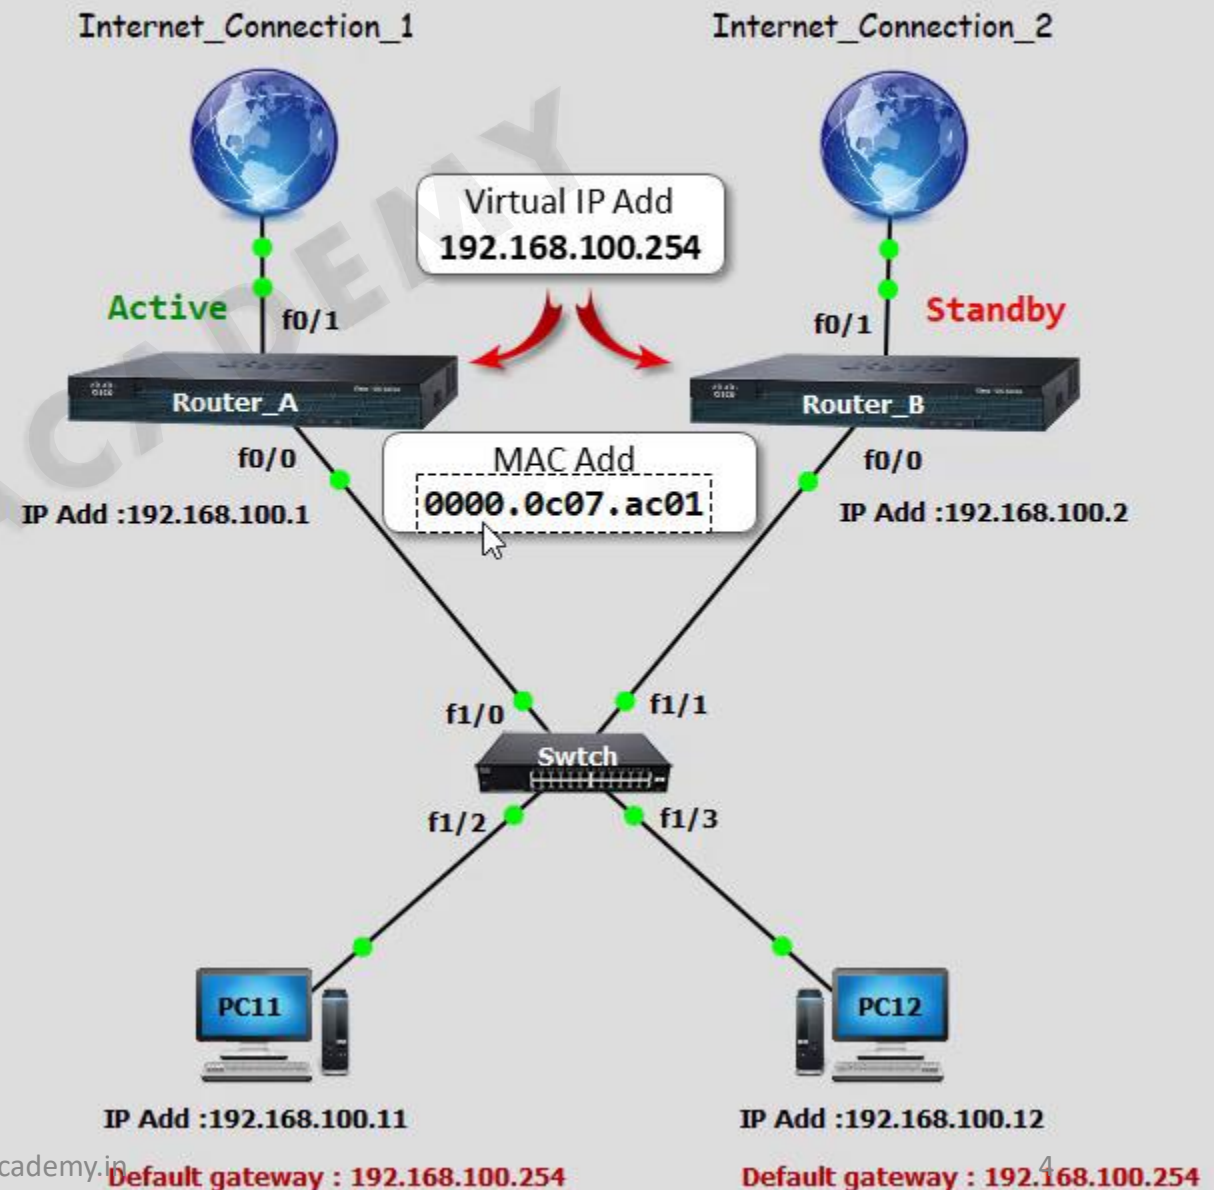 Internet_Connection_1
Internet_Connection_2
ACADEMY
Virtual IP Add
192.168.100.254
Active
f0/1
f0/1
Standby
Router_A
Router_B
f0/0
MAC Add
0000.0c07.ac01
f0/0
IP Add :192.168.100.1
IP Add :192.168.100.2
f1/0
f1/1
Swtch
f1/2
f1/3
PC11
PC12
IP Add :192.168.100.11
IP Add :192.168.100.12
cademy.in
Default gateway : 192.168.100.254
4
Default gateway : 192.168.100.254